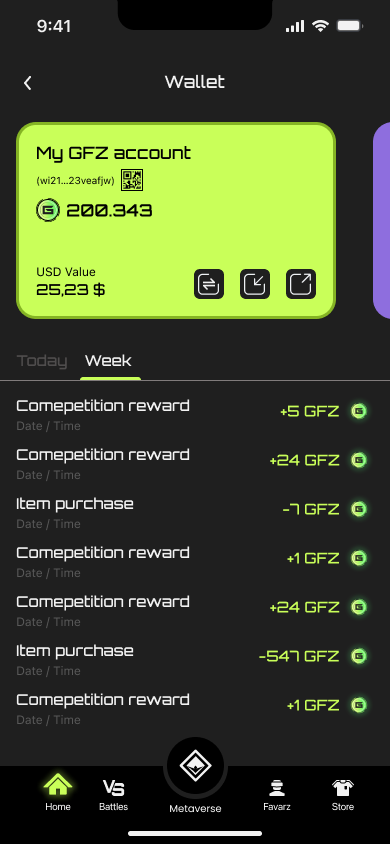 9:41
Wallet
My GFZ account
(wi21...23veafjw)
G 200.343
USD Value
25,23 $
Today Week
Comepetition reward
+5 GFZ G
Date / Time
Comepetition reward
+24 GFZ G
Date / Time
Item purchase
-7 GFZ G
Date / Time
Comepetition reward
+1 GFZ G
Date / Time
Comepetition reward
+24 GFZ G
Date / Time
Item purchase
-547 GFZ G
Date / Time
Comepetition reward
+1 GFZ G
Date / Time
VS
Home Battles Metaverse Favarz Store